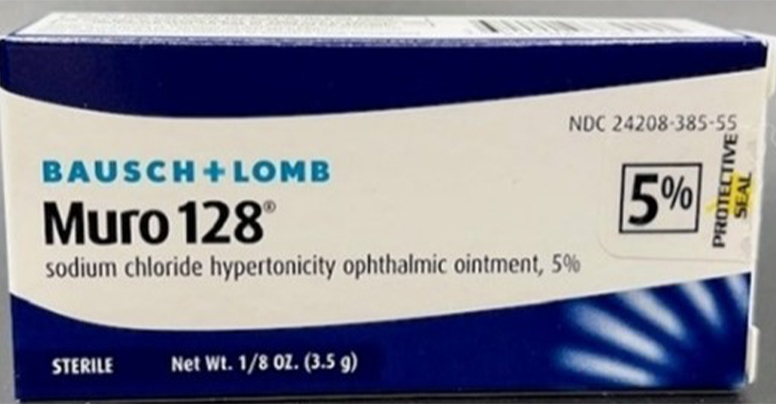 NDC 24208-385-55
BAUSCH + LOMB
Muro 128®
5%
PROTECTIVE
SEAL
sodium chloride hypertonicity ophthalmic ointment, 5%
STERILE
Net Wt. 1/8 OZ. (3.5 g)